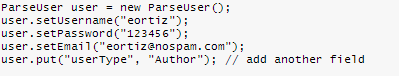 ParseUser user = new ParseUser();
user.setUsername("eortiz");
user.setPassword("123456");
user.setEmail("eortiz@nospam.com");
user.put("userType", "Author"); // add another field